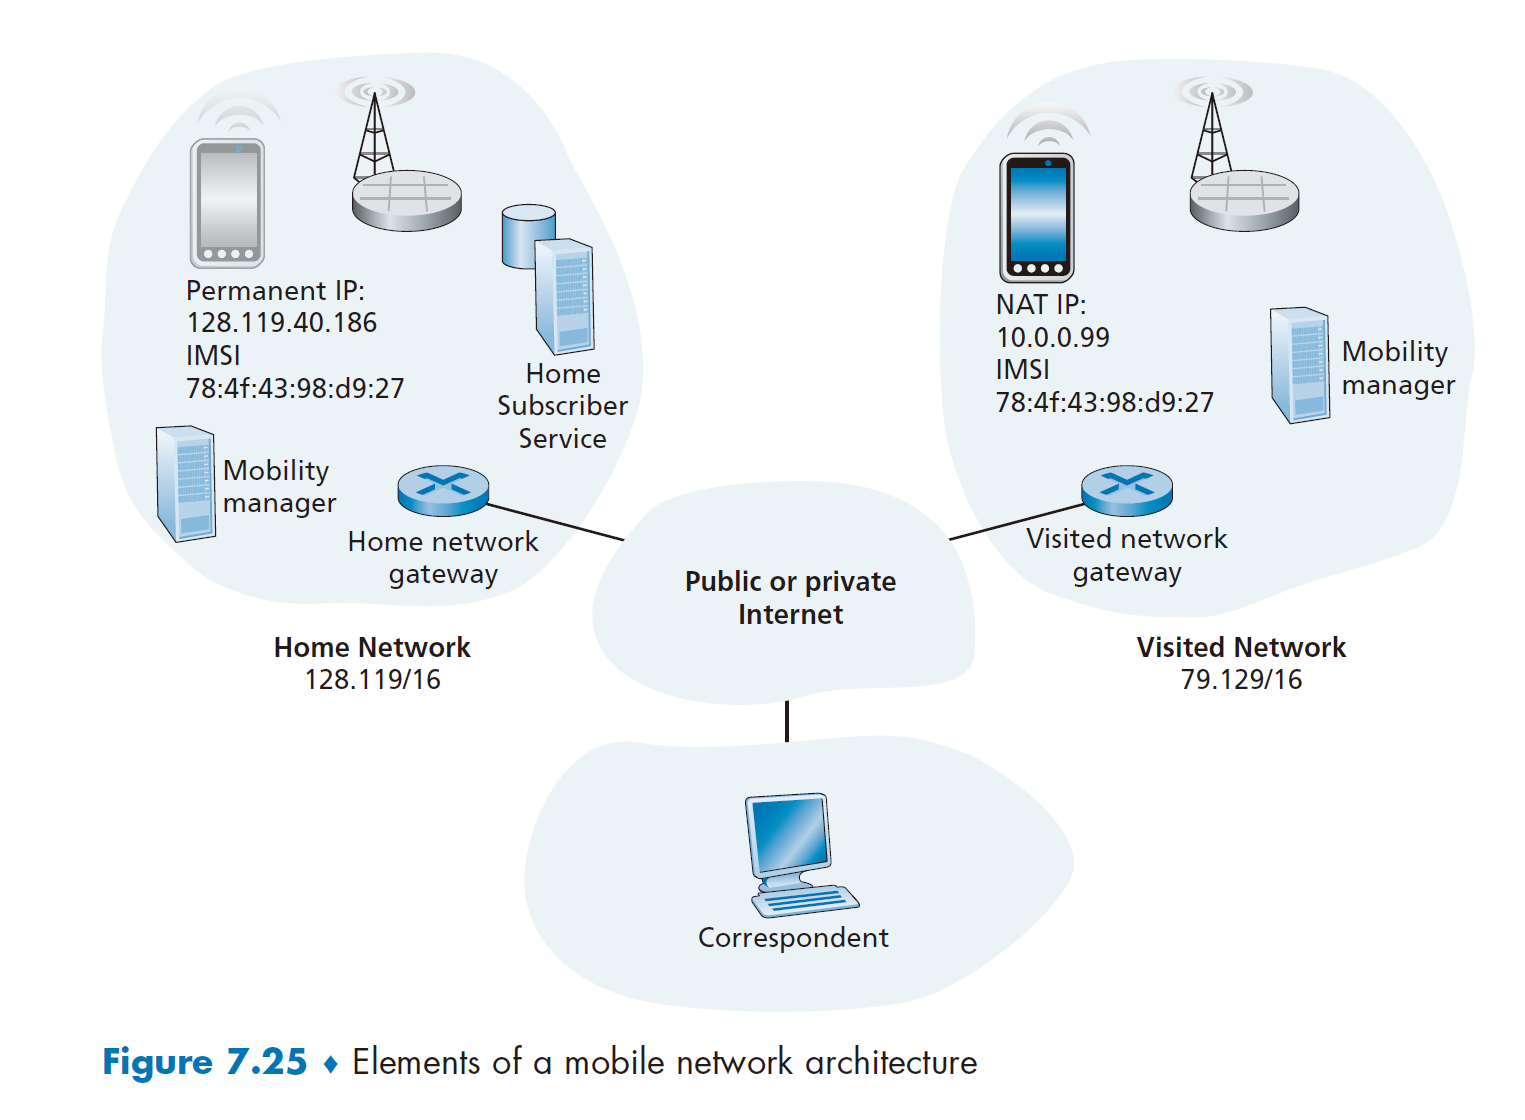 Permanent IP:
128.119.40.186
IMSI
78:4f:43:98:d9:27
Home
Subscriber
Service
Mobility
manager
Home network
gateway
Home Network
128.119/16
NAT IP:
10.0.0.99
IMSI
78:4f:43:98:d9:27
Mobility
manager
Visited network
gateway
Visited Network
79.129/16
Public or private
Internet
Correspondent
Figure 7.25 ♦ Elements of a mobile network architecture